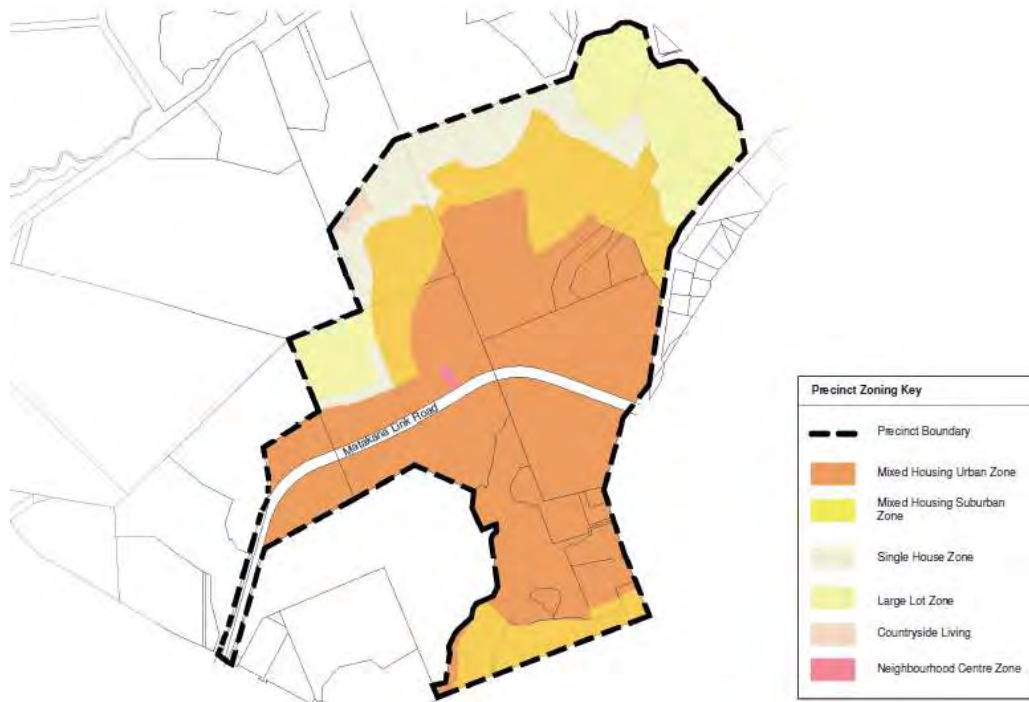 Matakana Link Road
Precinct Zoning Key
Precinct Boundary
Mixed Housing Urban Zone
Mixed Housing Suburban
Zone
Single House Zone
Large Lot Zone
Countryside Living
Neighbourhood Centre Zone